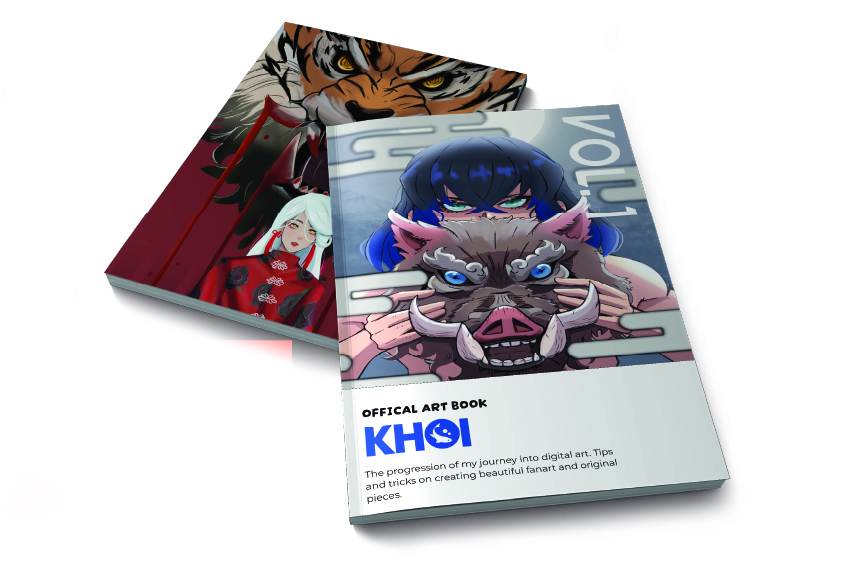 VOL.1
OFFICAL ART BOOK
KHOI
The progression of my journey into digital art. Tips
and tricks on creating beautiful fanart and original
pieces.